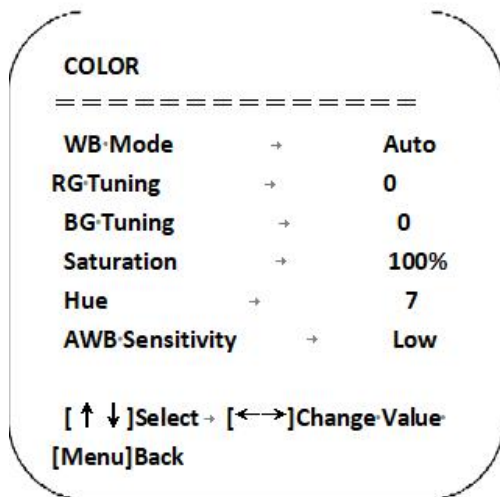 COLOR
================
WB Mode → Auto
RG Tuning → 0
BG Tuning → 0
Saturation → 100%
Hue → 7
AWB Sensitivity → Low
[ ↑ ↓ ]Select → [←→]Change Value
[Menu]Back